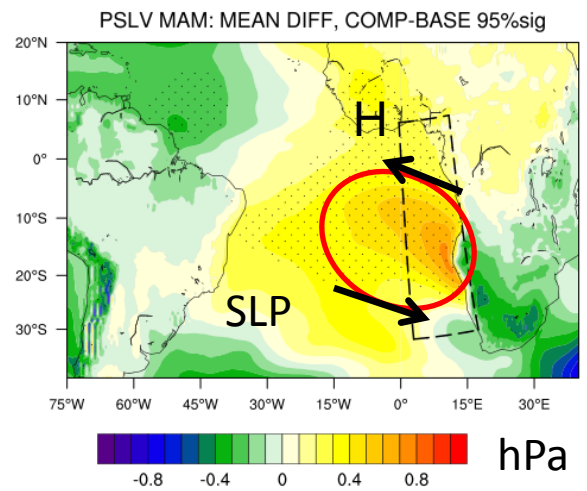 PSLV MAM: MEAN DIFF, COMP-BASE 95%sig
20°N
10°N
0°
10°S
20°S
30°S
H
SLP
75°W 60°W 45°W 30°W 15°W 0° 15°E 30°E
-0.8 -0.4 0 0.4 0.8
hPa